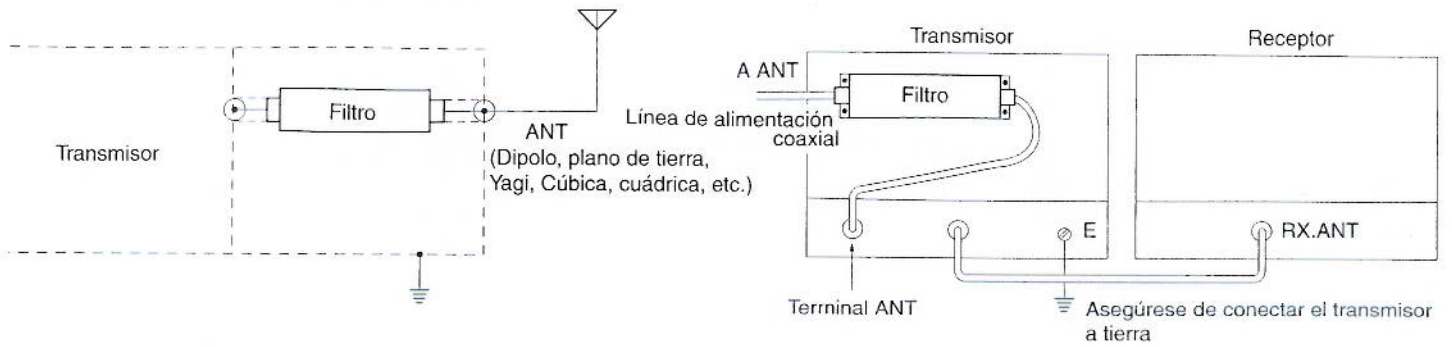 Transmisor
Filtro
ANT
(Dipolo, plano de tierra,
Yagi, Cúbica, cuádrica, etc.)
Transmisor
Receptor
A ANT
Filtro
Línea de alimentación
coaxial
E
RX.ANT
Terrninal ANT
Asegúrese de conectar el transmisor
a tierra